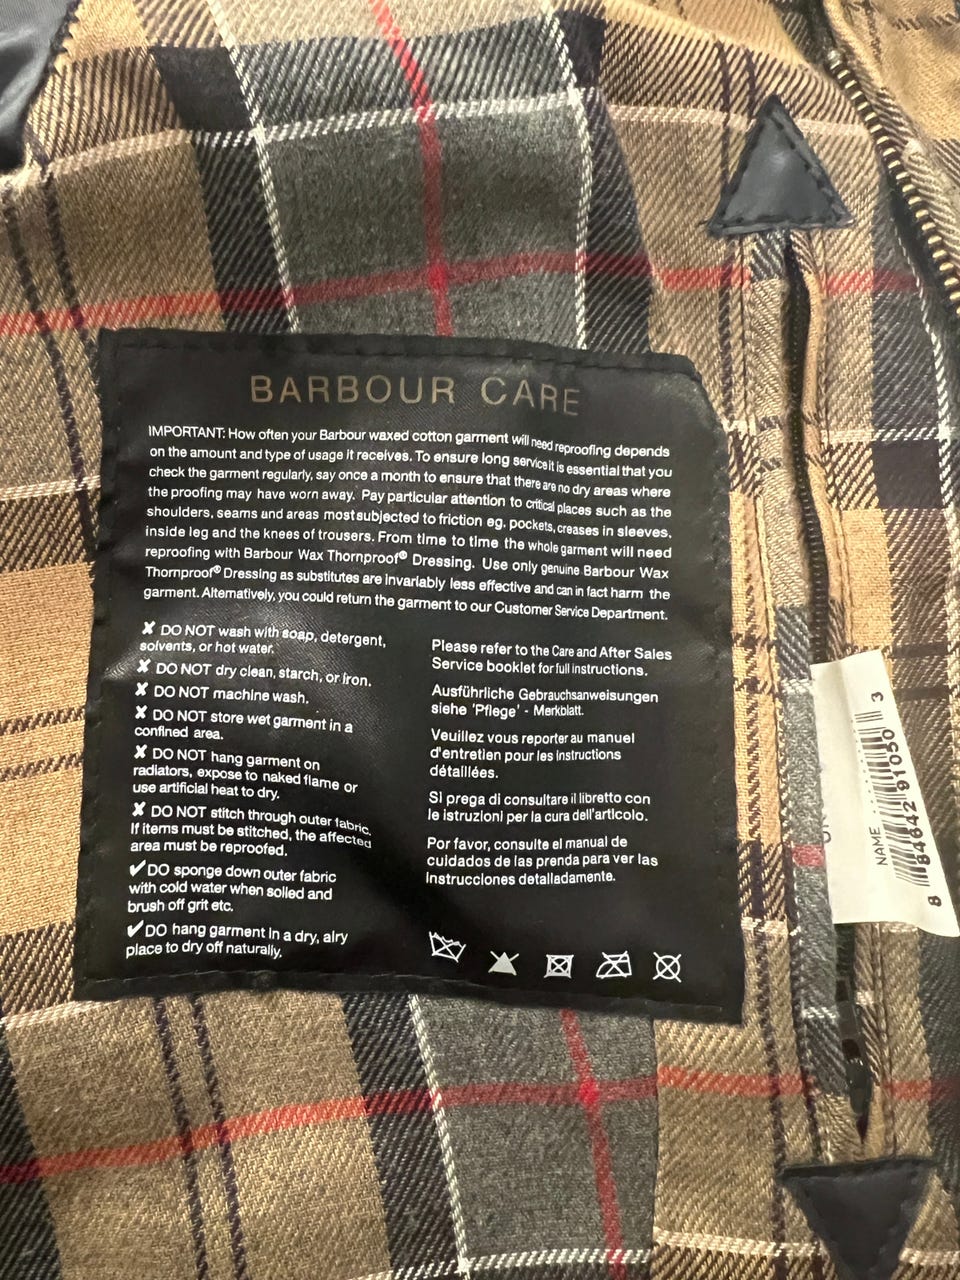 BARBOUR CARE
IMPORTANT: How often your Barbour waxed cotton garment will need reproofing depends
on the amount and type of usage it receives. To ensure long service it is essential that you
check the garment regularly, say once a month to ensure that there are no dry areas where
the proofing may have worn away. Pay particular attention to critical places such as the
shoulders, seams and areas most subjected to friction eg. pockets, creases in sleeves,
inside leg and the knees of trousers. From time to time the whole garment will need
reproofing with Barbour Wax Thornproof® Dressing. Use only genuine Barbour Wax
Thornproof® Dressing as substitutes are invariably less effective and can in fact harm the
garment. Alternatively, you could return the garment to our Customer Service Department.
✘ DO NOT wash with soap, detergent,
solvents, or hot water.
✘ DO NOT dry clean, starch, or iron.
✘ DO NOT machine wash.
✘ DO NOT store wet garment in a
confined area.
✘ DO NOT hang garment on
radiators, expose to naked flame or
use artificial heat to dry.
✘ DO NOT stitch through outer fabric.
If items must be stitched, the affected
area must be reproofed.
✔DO sponge down outer fabric
with cold water when soiled and
brush off grit etc.
✔DO hang garment in a dry, airy
place to dry off naturally.
Please refer to the Care and After Sales
Service booklet for full instructions.
Ausführliche Gebrauchsanweisungen
siehe 'Pflege' - Merkblatt.
Veuillez vous reporter au manuel
d'entretien pour les instructions
détaillées.
Si prega di consultare il libretto con
le istruzioni per la cura dell'articolo.
Por favor, consulte el manual de
cuidados de las prenda para ver las
instrucciones detalladamente.
NAME
8 84642 91050 3